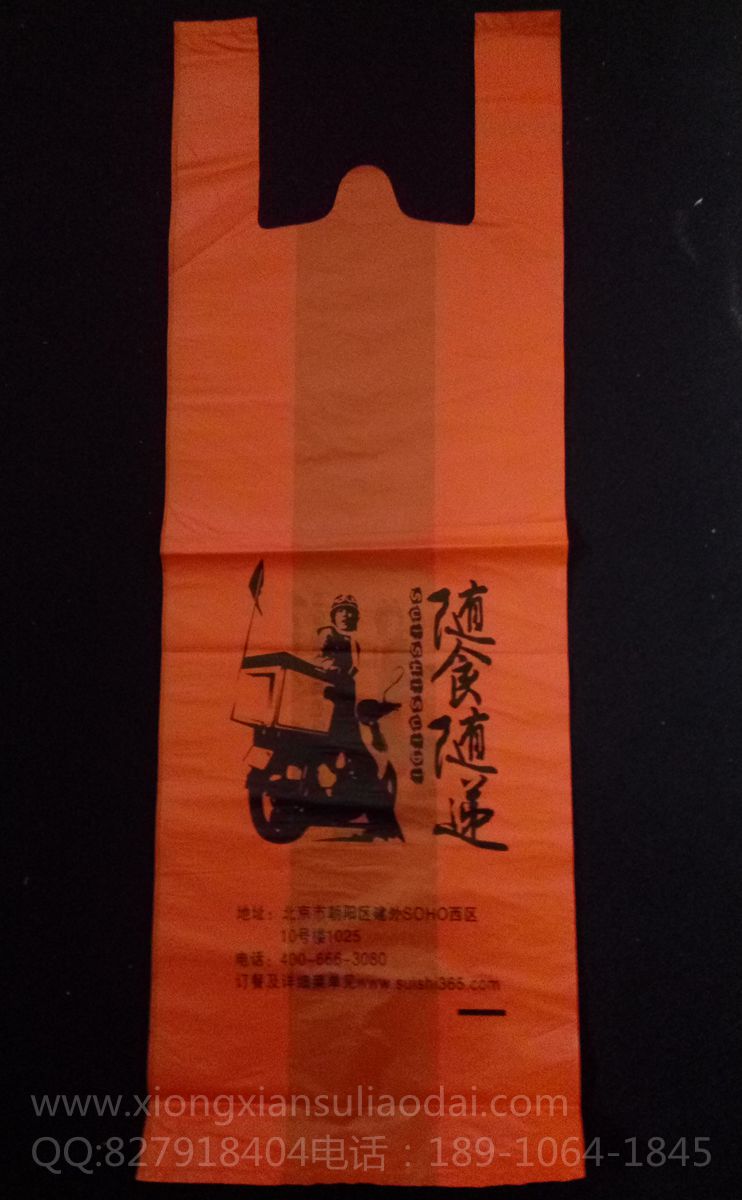 随食随递
SUISHISUIDI
地址：北京市朝阳区建外SOHO西区
10号楼1025
电话：400-666-3060
订餐及详细菜单见www.suishi365.com
www.xiongxiansuliaodai.com
QQ:827918404电话：189-1064-1845